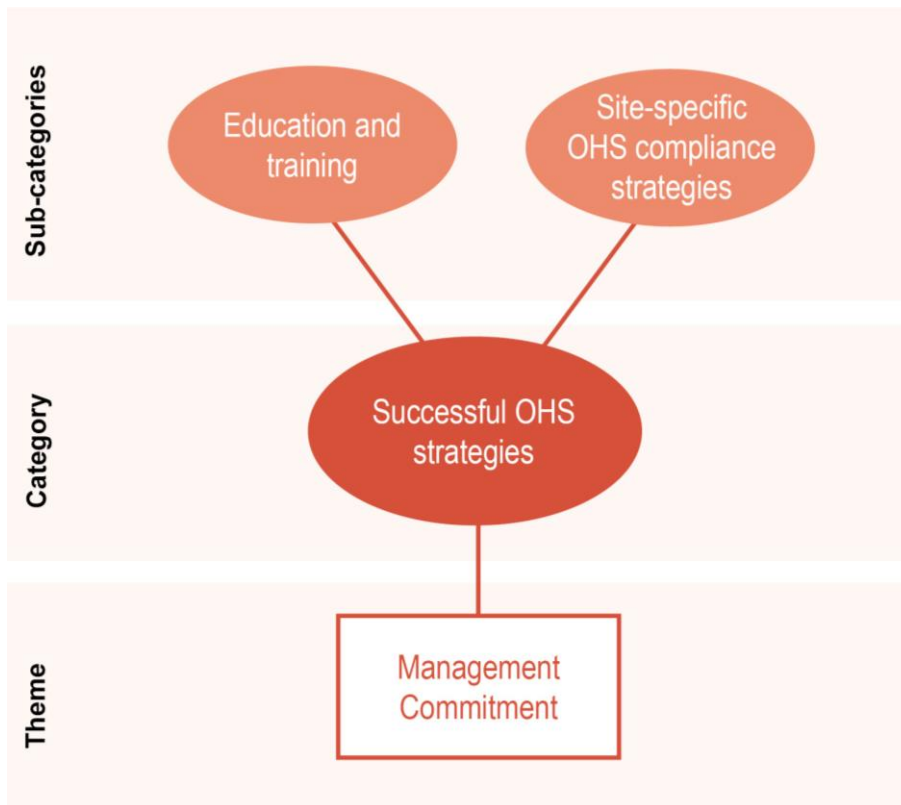 Sub-categories
Education and
training
Site-specific
OHS compliance
strategies
Category
Successful OHS
strategies
Theme
Management
Commitment